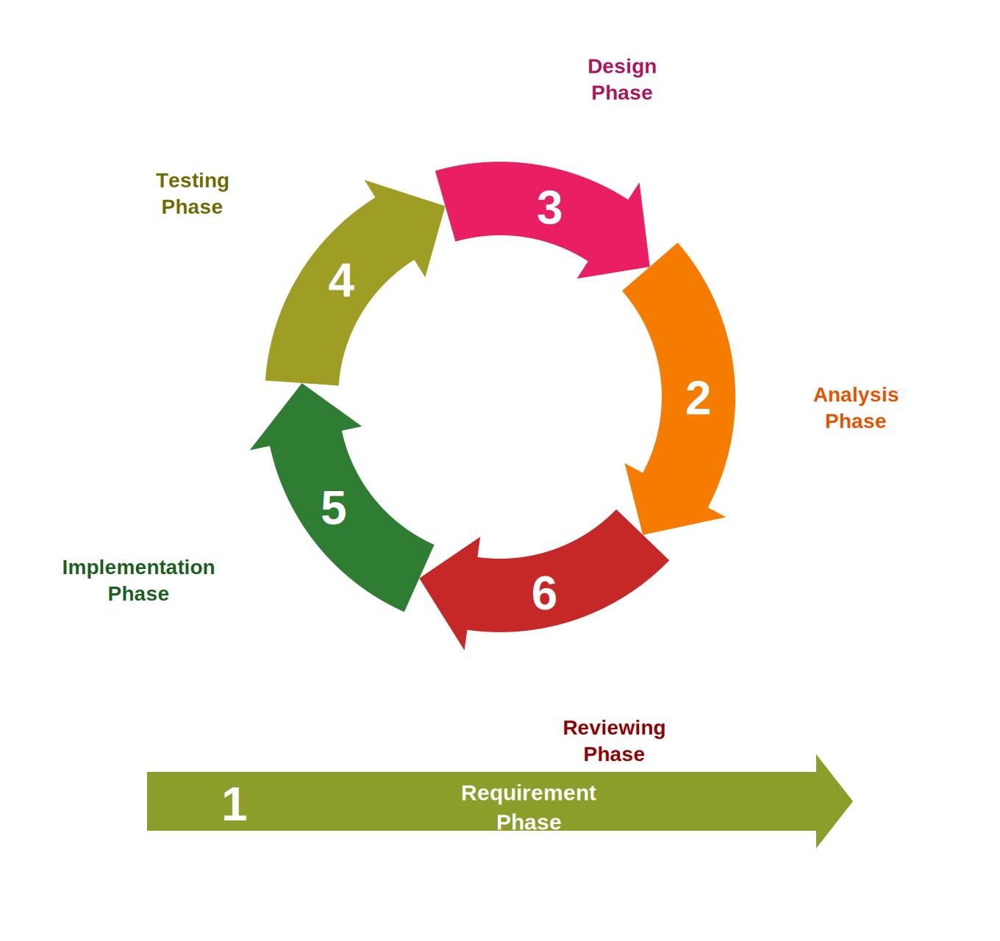 Design
Phase
Testing
Phase
3
4
2
Analysis
Phase
5
Implementation
Phase
6
Reviewing
Phase
1
Requirement
Phase